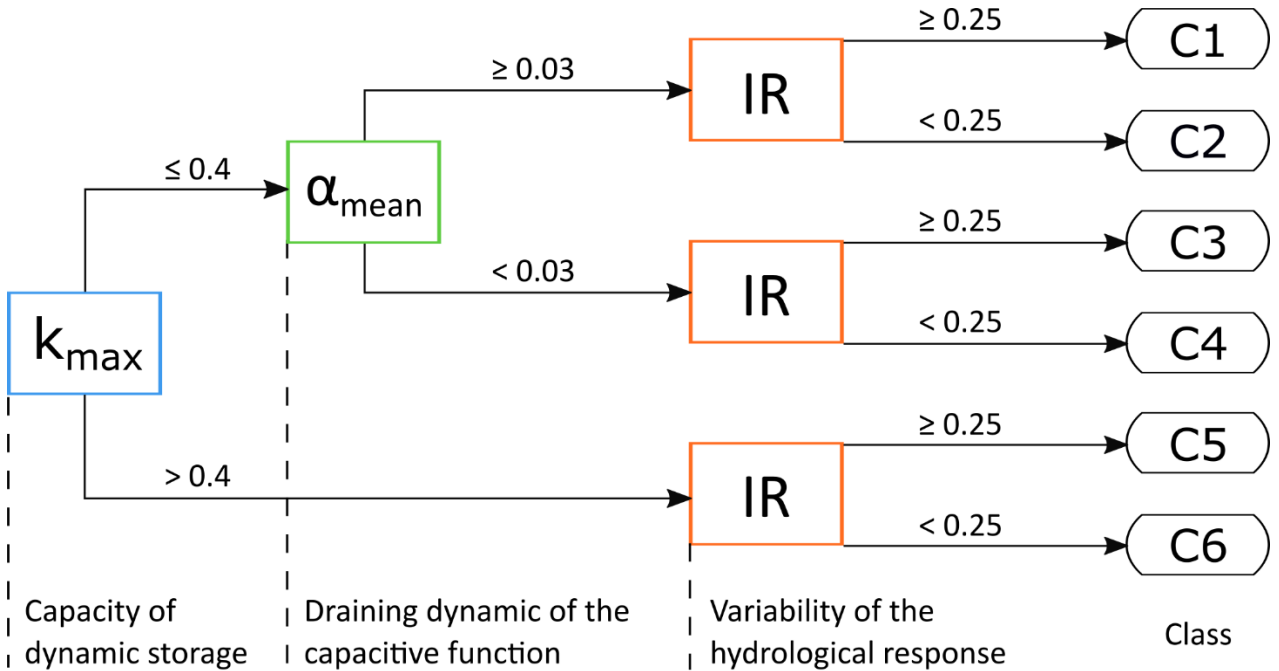 ≥ 0.25
C1
≥ 0.03
IR
< 0.25
C2
≤ 0.4
αmean
≥ 0.25
C3
< 0.03
IR
< 0.25
C4
kmax
≥ 0.25
C5
> 0.4
IR
< 0.25
C6
Capacity of
dynamic storage
Draining dynamic of the
capacitive function
Variability of the
hydrological response
Class